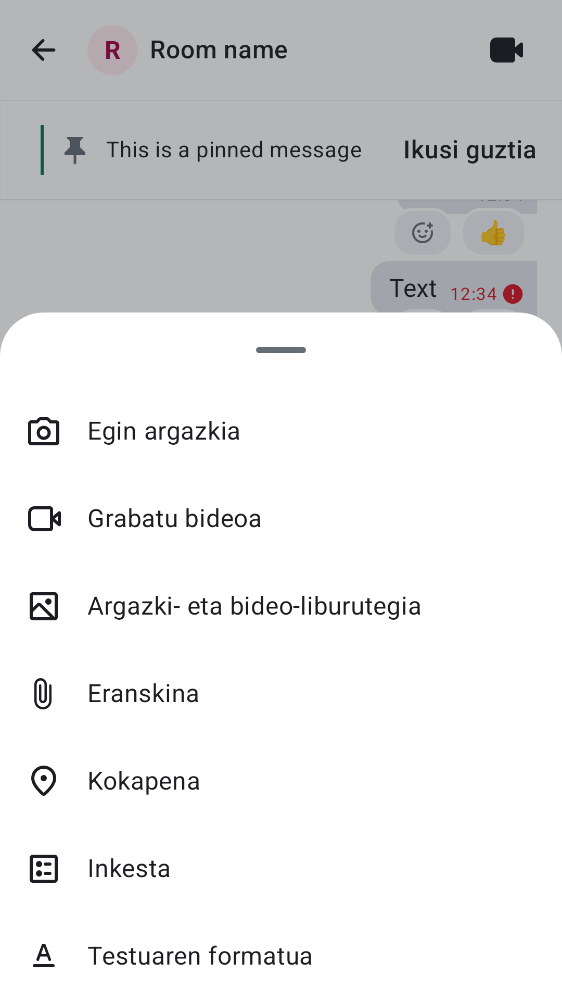 R Room name
This is a pinned message Ikusi guztia
Text 12:34
Egin argazkia
Grabatu bideoa
Argazki- eta bideo-liburutegia
Eranskina
Kokapena
Inkesta
Testuaren formatua